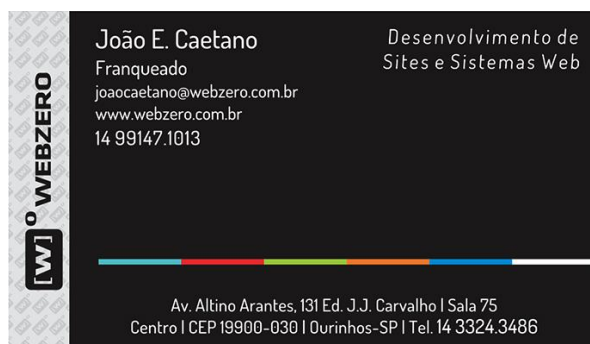 João E. Caetano
Franqueado
joaocaetano@webzero.com.br
www.webzero.com.br
14 99147.1013
Desenvolvimento de
Sites e Sistemas Web
[W]º WEBZERO
Av. Altino Arantes, 131 Ed. J.J. Carvalho | Sala 75
Centro | CEP 19900-030 | Ourinhos-SP | Tel. 14 3324.3486